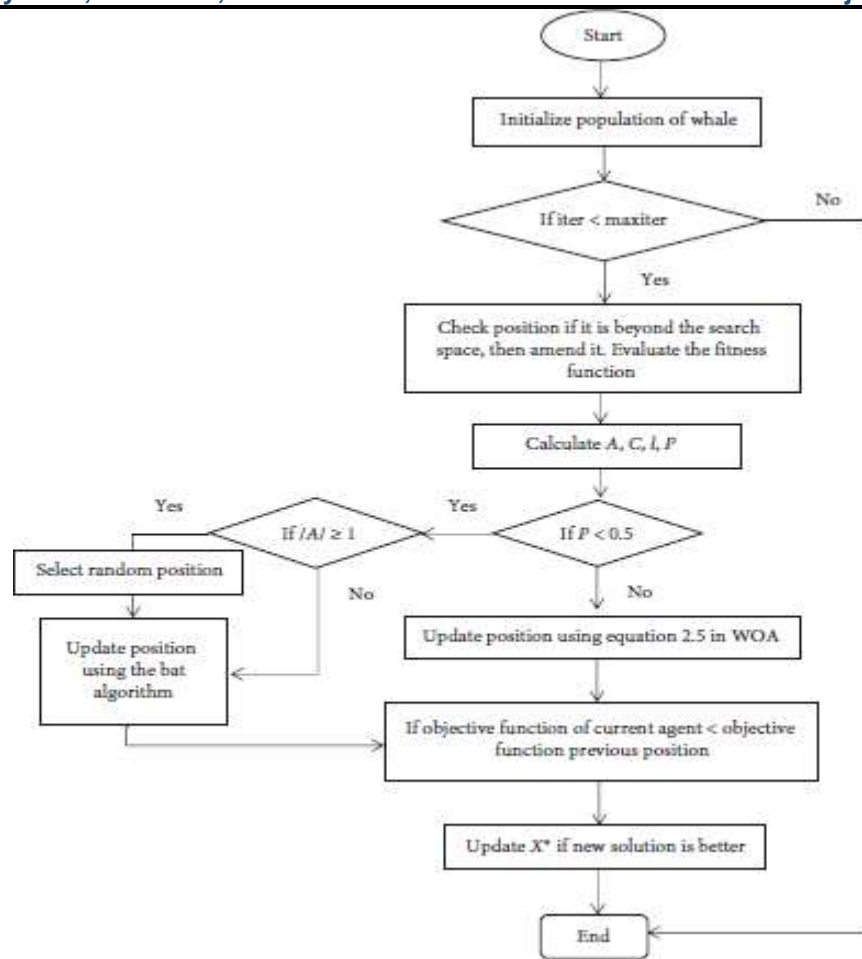 Start
Initialize population of whale
If iter < maxiter
No
Yes
Check position if it is beyond the search
space, then amend it. Evaluate the fitness
function
Calculate A, C, l, P
If P < 0.5
Yes
If /A/ ≥ 1
Yes
Select random position
No
No
Update position
using the bat
algorithm
Update position using equation 2.5 in WOA
If objective function of current agent < objective
function previous position
Update X* if new solution is better
End